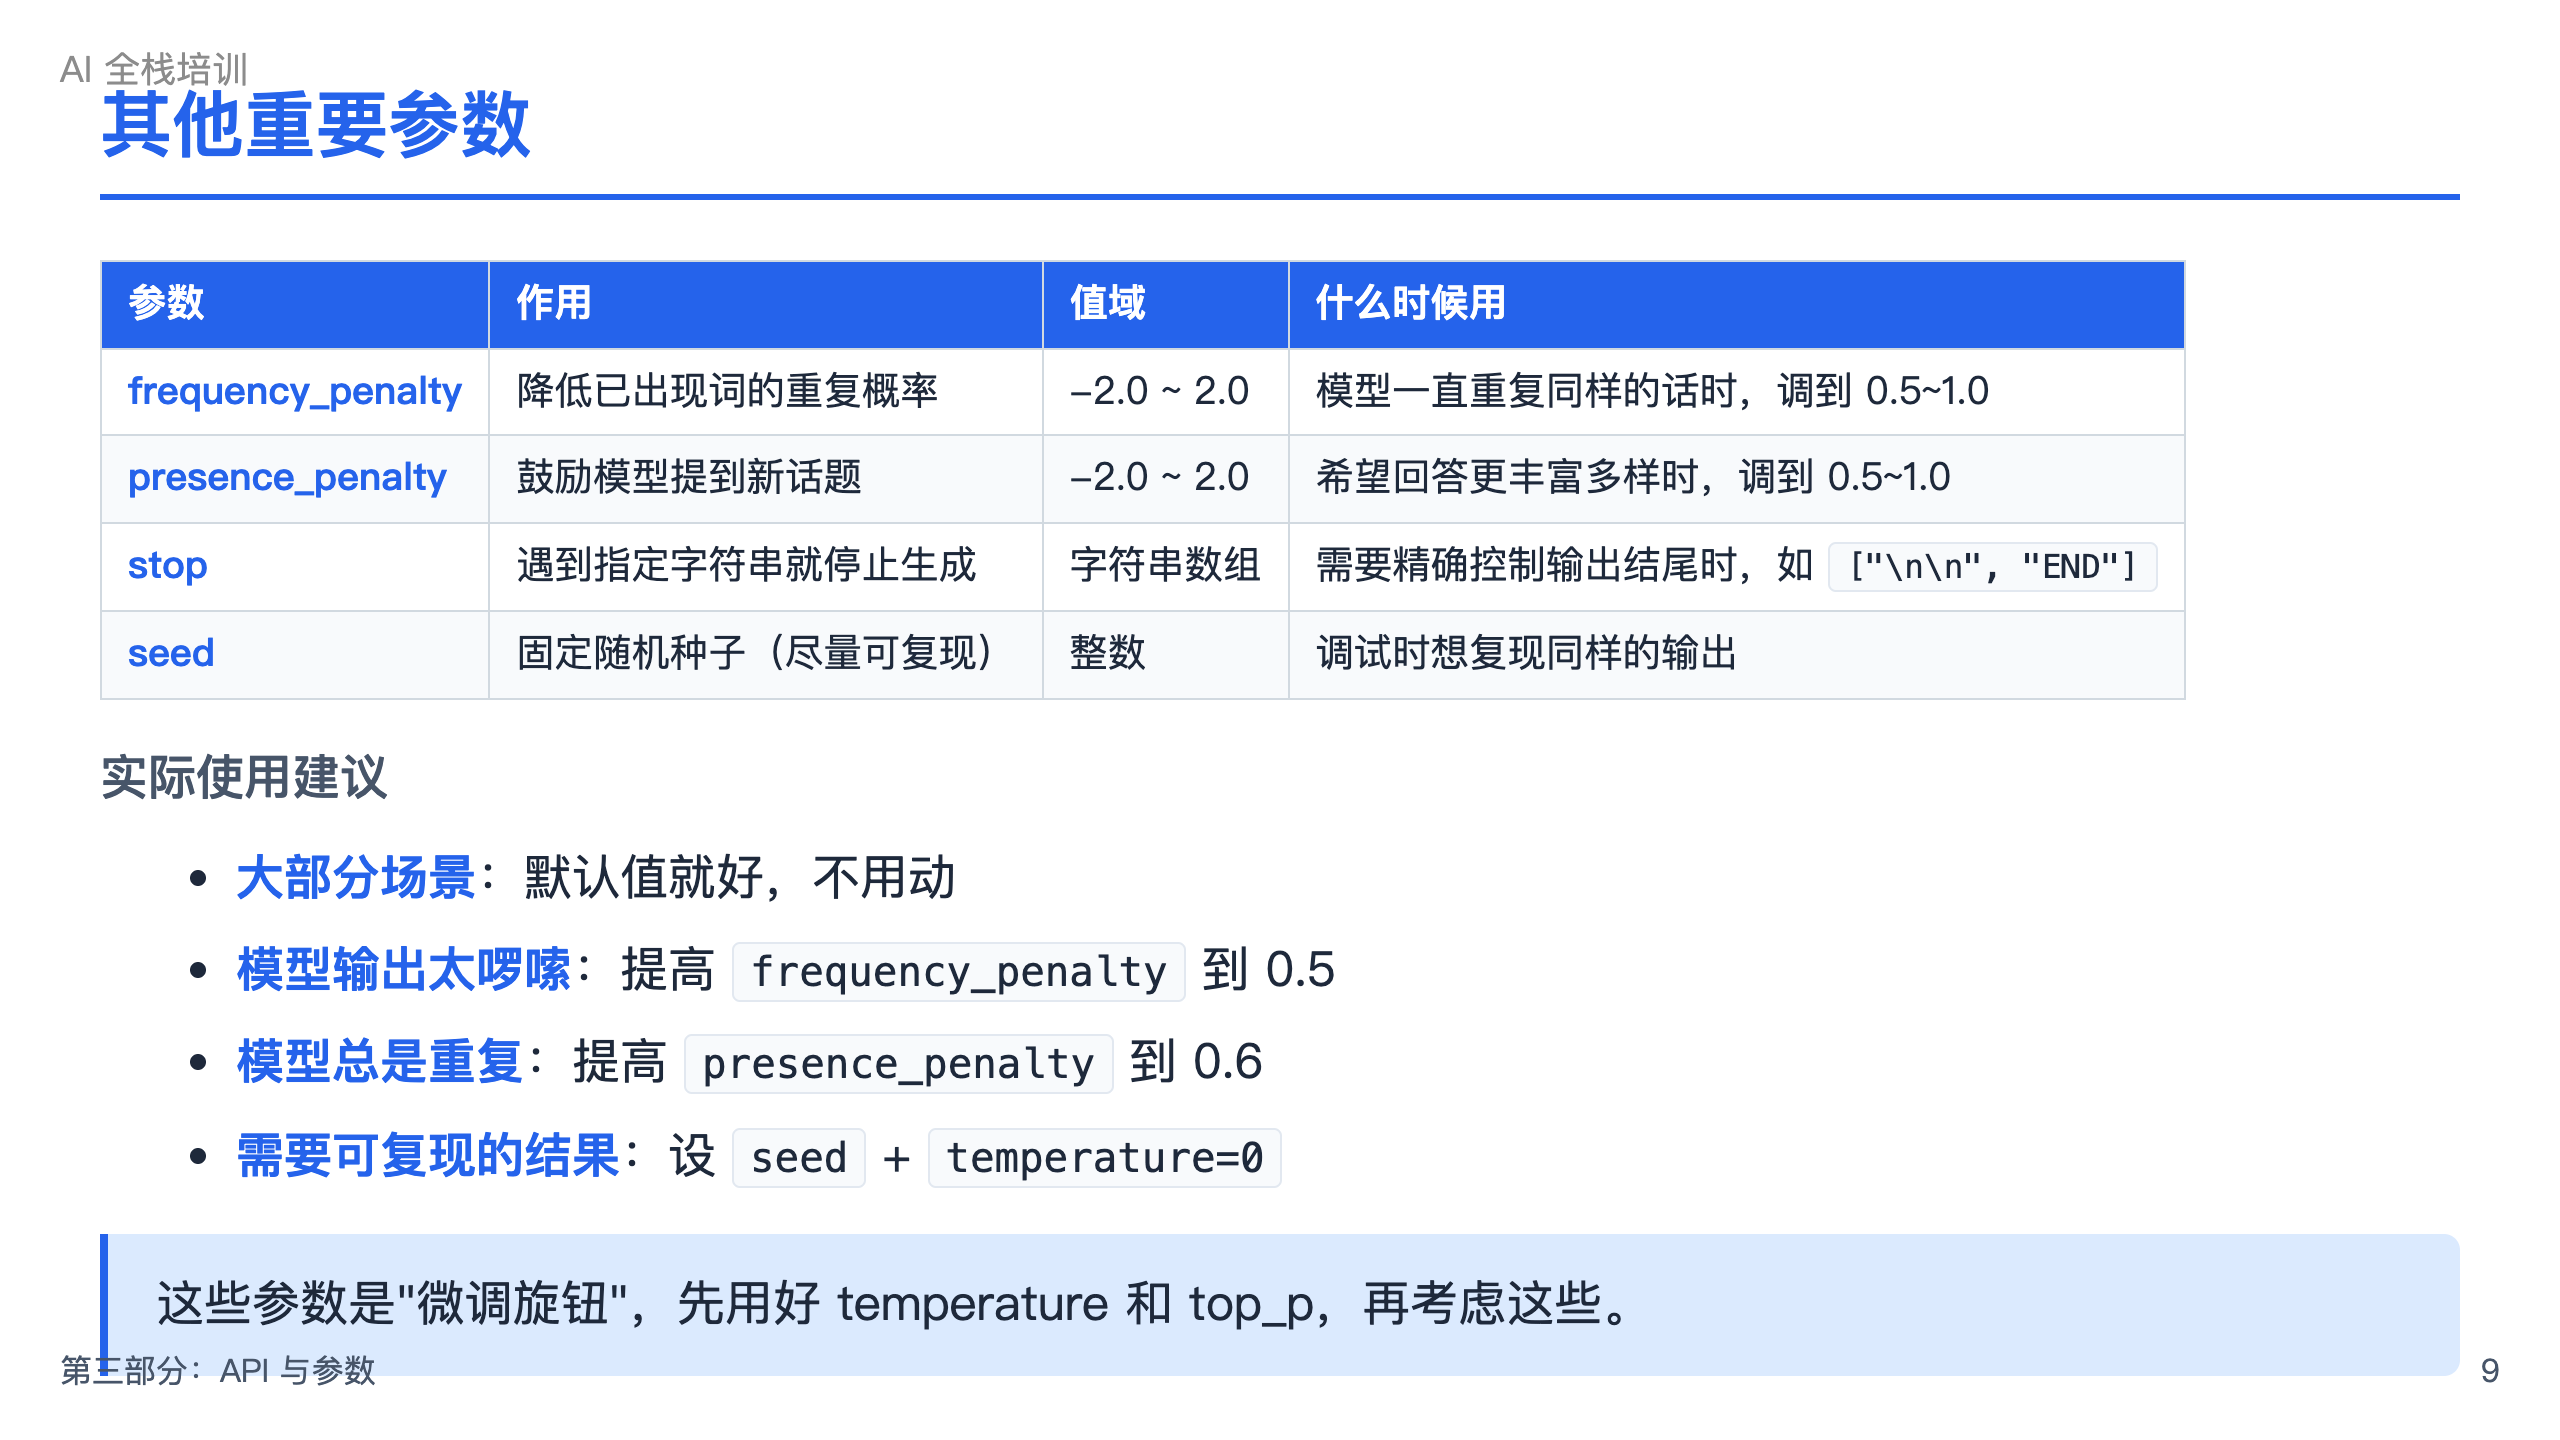 AI 全栈培训
其他重要参数
参数 作用 值域 什么时候用
frequency_penalty 降低已出现词的重复概率 –2.0 ~ 2.0 模型一直重复同样的话时，调到 0.5~1.0
presence_penalty 鼓励模型提到新话题 –2.0 ~ 2.0 希望回答更丰富多样时，调到 0.5~1.0
stop 遇到指定字符串就停止生成 字符串数组 需要精确控制输出结尾时，如 ["\n\n", "END"]
seed 固定随机种子（尽量可复现） 整数 调试时想复现同样的输出
实际使用建议
• 大部分场景：默认值就好，不用动
• 模型输出太啰嗦：提高 frequency_penalty 到 0.5
• 模型总是重复：提高 presence_penalty 到 0.6
• 需要可复现的结果：设 seed + temperature=0
这些参数是"微调旋钮"，先用好 temperature 和 top_p，再考虑这些。
第三部分：API 与参数
9